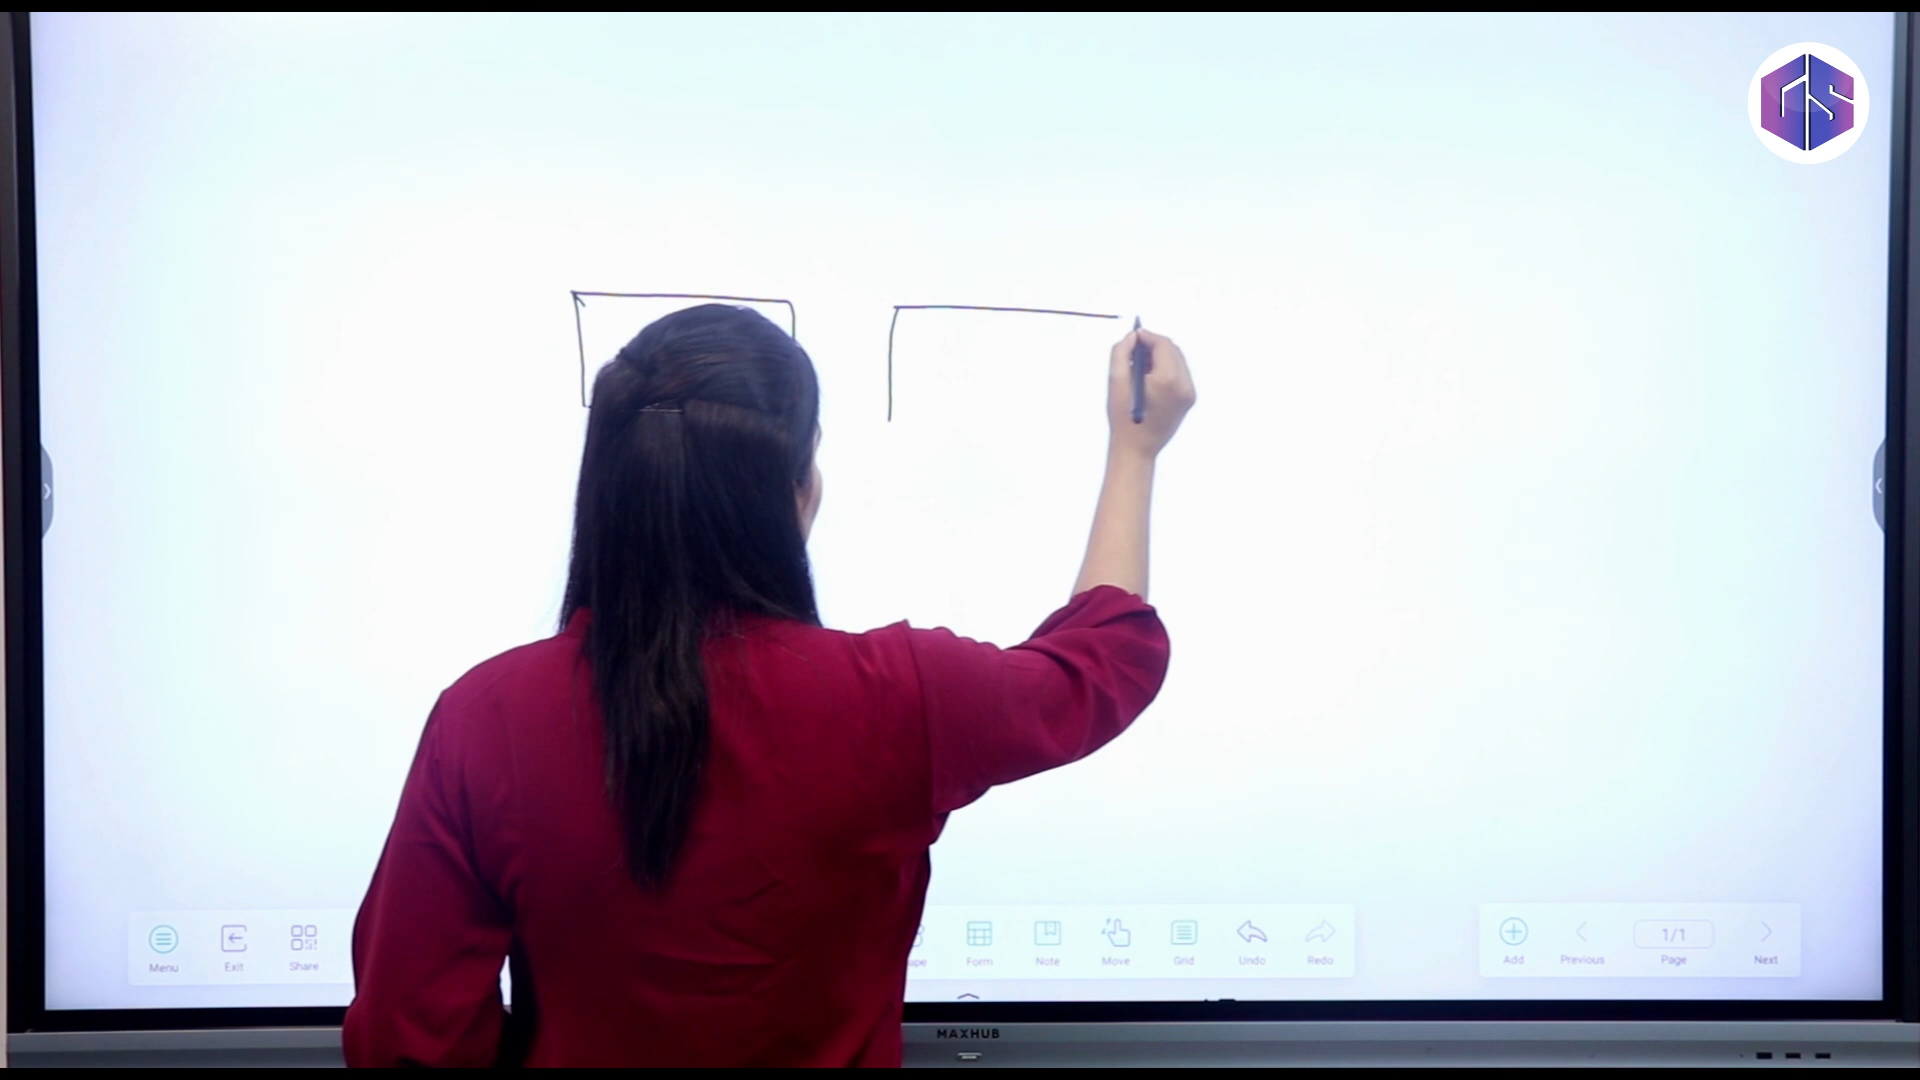 Menu
Exit
Share
Form
Note
Move
Grid
Undo
Redo
Add
Previous
1/1
Page
Next
MAXHUB